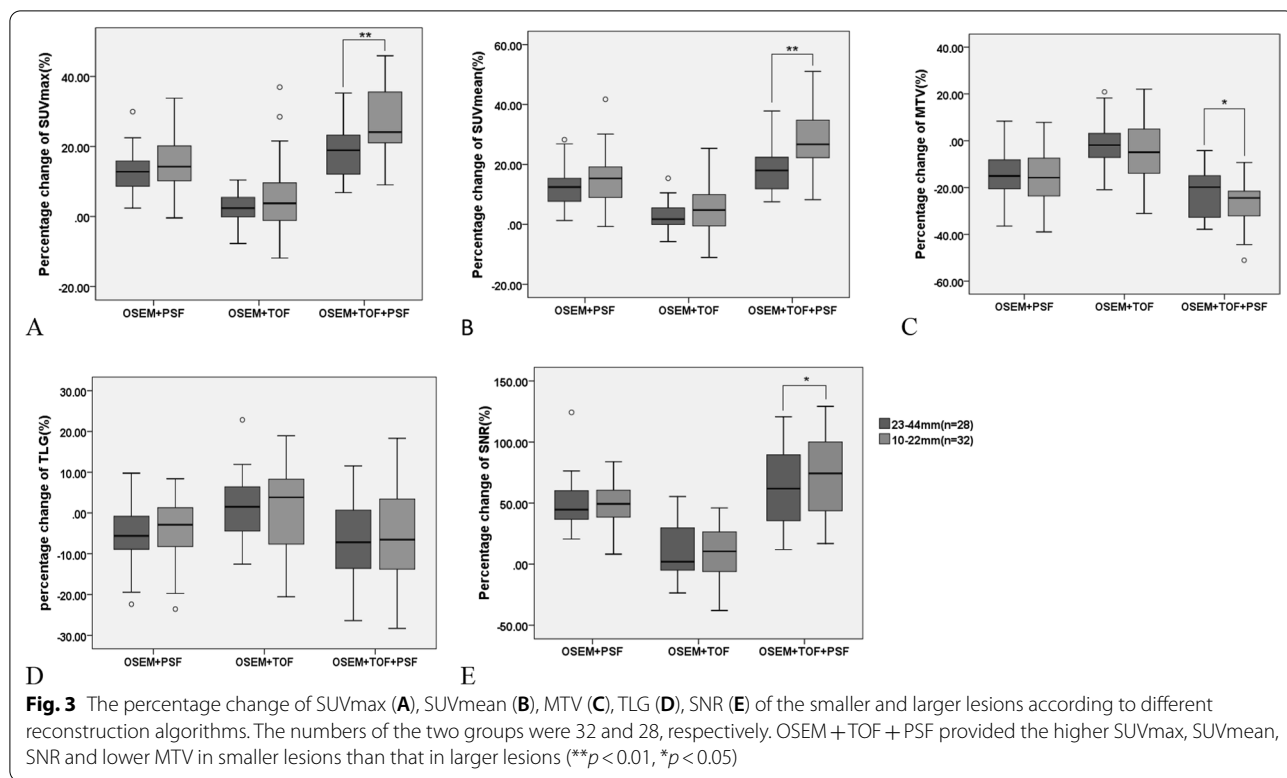 Percentage change of SUVmax(%)
40.00
20.00
.00
-20.00
**
OSEM+PSF OSEM+TOF OSEM+TOF+PSF
A
Percentage change of SUVmean(%)
60.00
40.00
20.00
.00
-20.00
**
OSEM+PSF OSEM+TOF OSEM+TOF+PSF
B
Percentage change of MTV(%)
40.00
20.00
.00
-20.00
-40.00
-60.00
*
OSEM+PSF OSEM+TOF OSEM+TOF+PSF
C
percentage change of TLG(%)
30.00
20.00
10.00
.00
-10.00
-20.00
-30.00
OSEM+PSF OSEM+TOF OSEM+TOF+PSF
D
Percentage change of SNR(%)
150.00
100.00
50.00
.00
-50.00
*
OSEM+PSF OSEM+TOF OSEM+TOF+PSF
E
23-44mm(n=28)
10-22mm(n=32)
Fig. 3 The percentage change of SUVmax (A), SUVmean (B), MTV (C), TLG (D), SNR (E) of the smaller and larger lesions according to different
reconstruction algorithms. The numbers of the two groups were 32 and 28, respectively. OSEM + TOF + PSF provided the higher SUVmax, SUVmean,
SNR and lower MTV in smaller lesions than that in larger lesions (**p < 0.01, *p < 0.05)